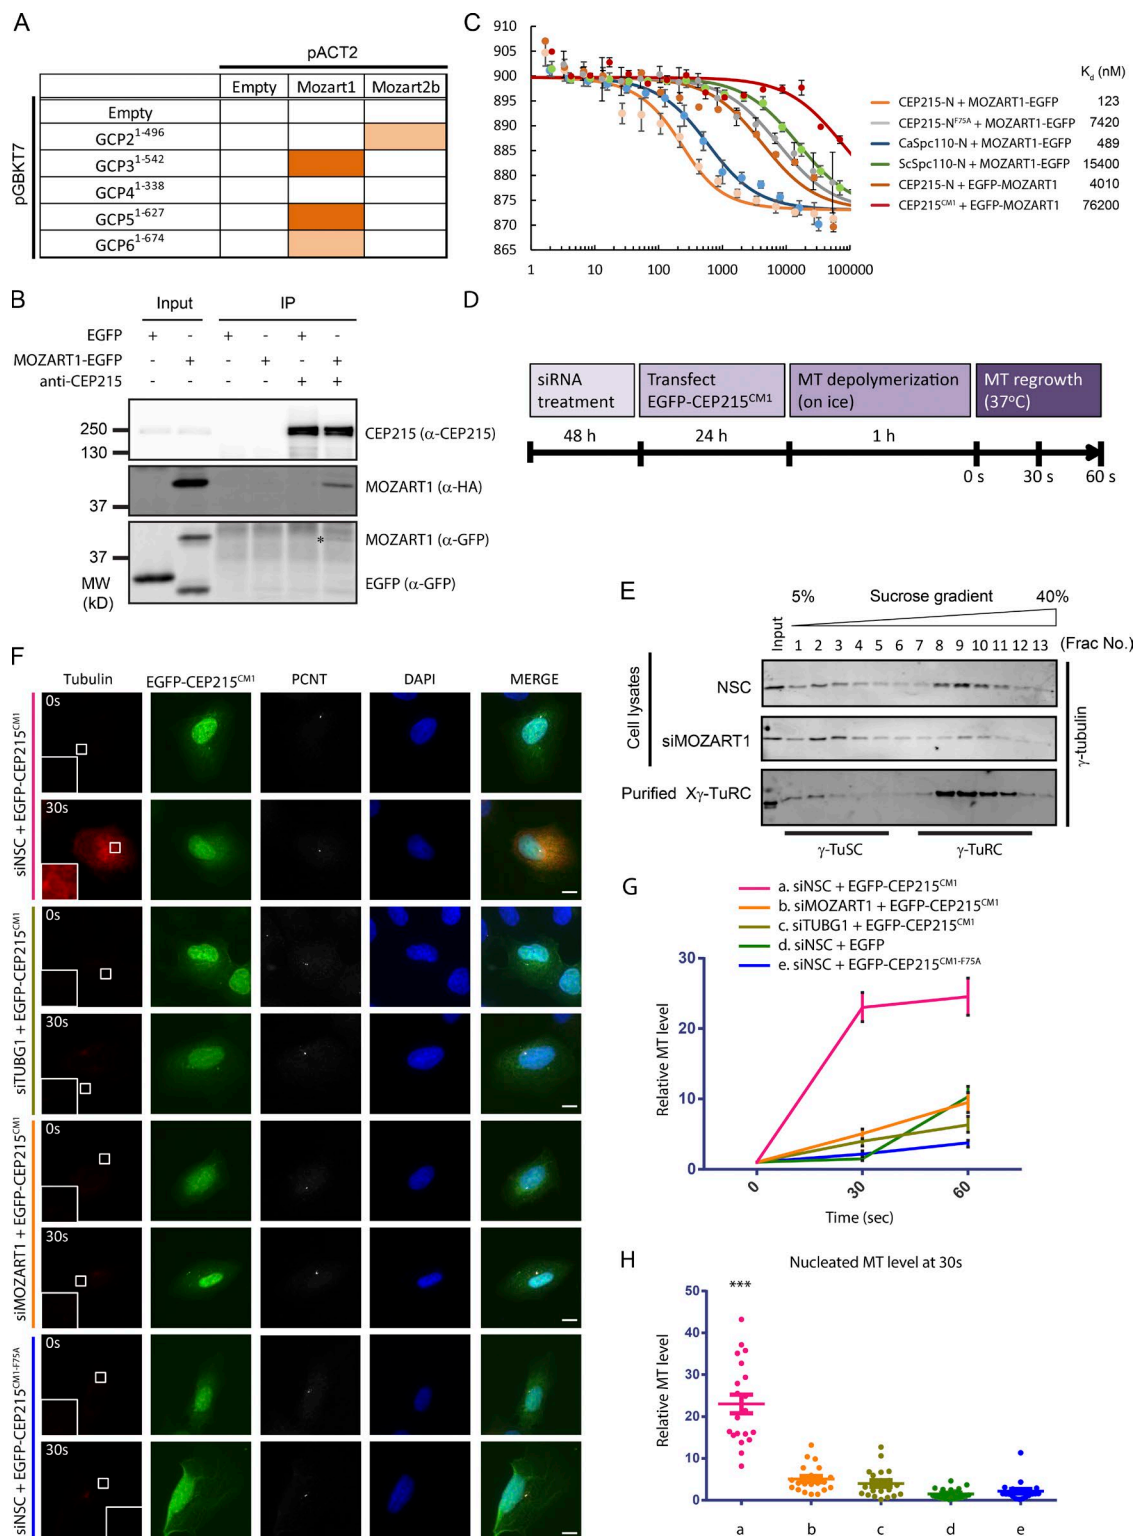 A
pACT2
Empty Mozart1 Mozart2b
pGBKT7
Empty
GCP2 1-496
GCP3 1-542
GCP4 1-338
GCP5 1-627
GCP6 1-674
B
Input IP
EGFP + - + - + -
MOZART1-EGFP - + - + - +
anti-CEP215 - - - - + +
250
130
CEP215 (α-CEP215)
37
MOZART1 (α-HA)
*
37
MOZART1 (α-GFP)
EGFP (α-GFP)
MW
(kD)
C
910
905
900
895
890
885
880
875
870
865
1 10 100 1000 10000 100000
Kd (nM)
CEP215-N + MOZART1-EGFP 123
CEP215-N F75A + MOZART1-EGFP 7420
CaSpc110-N + MOZART1-EGFP 489
ScSpc110-N + MOZART1-EGFP 15400
CEP215-N + EGFP-MOZART1 4010
CEP215 CM1 + EGFP-MOZART1 76200
D
siRNA
treatment
Transfect
EGFP-CEP215 CM1
MT depolymerization
(on ice)
MT regrowth
(37°C)
48 h 24 h 1 h
0 s 30 s 60 s
E
5% Sucrose gradient 40%
Input 1 2 3 4 5 6 7 8 9 10 11 12 13 (Frac No.)
Cell lysates
NSC
siMOZART1
Purified Xγ-TuRC
γ-tubulin
γ-TuSC γ-TuRC
F
Tubulin EGFP-CEP215 CM1 PCNT DAPI MERGE
siNSC + EGFP-CEP215 CM1
0s
30s
siTUBG1 + EGFP-CEP215 CM1
0s
30s
siMOZART1 + EGFP-CEP215 CM1
0s
30s
siNSC + EGFP-CEP215 CM1-F75A
0s
30s
G
a. siNSC + EGFP-CEP215 CM1
b. siMOZART1 + EGFP-CEP215 CM1
c. siTUBG1 + EGFP-CEP215 CM1
d. siNSC + EGFP
e. siNSC + EGFP-CEP215 CM1-F75A
Relative MT level
30
20
10
0
0 30 60
Time (sec)
H
Nucleated MT level at 30s
***
Relative MT level
50
40
30
20
10
0
a b c d e